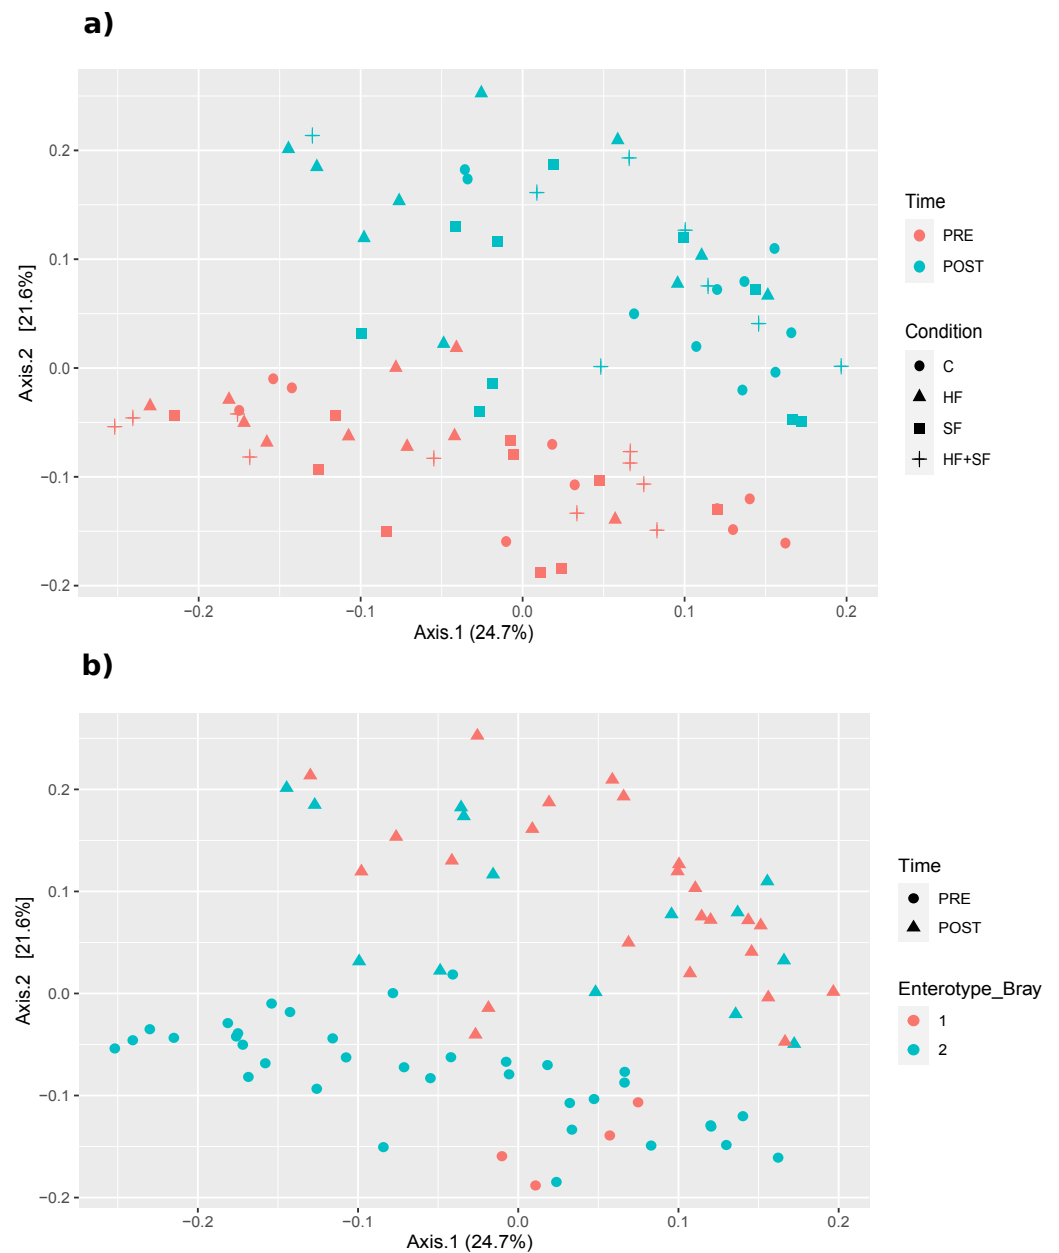 a)
Axis.2 [21.6%]
0.2
0.1
0.0
−0.1
−0.2
−0.2 −0.1 0.0 0.1 0.2
Axis.1 (24.7%)
Time
PRE
POST
Condition
C
HF
SF
HF+SF
b)
Axis.2 [21.6%]
0.2
0.1
0.0
−0.1
−0.2
−0.2 −0.1 0.0 0.1 0.2
Axis.1 (24.7%)
Time
PRE
POST
Enterotype_Bray
1
2